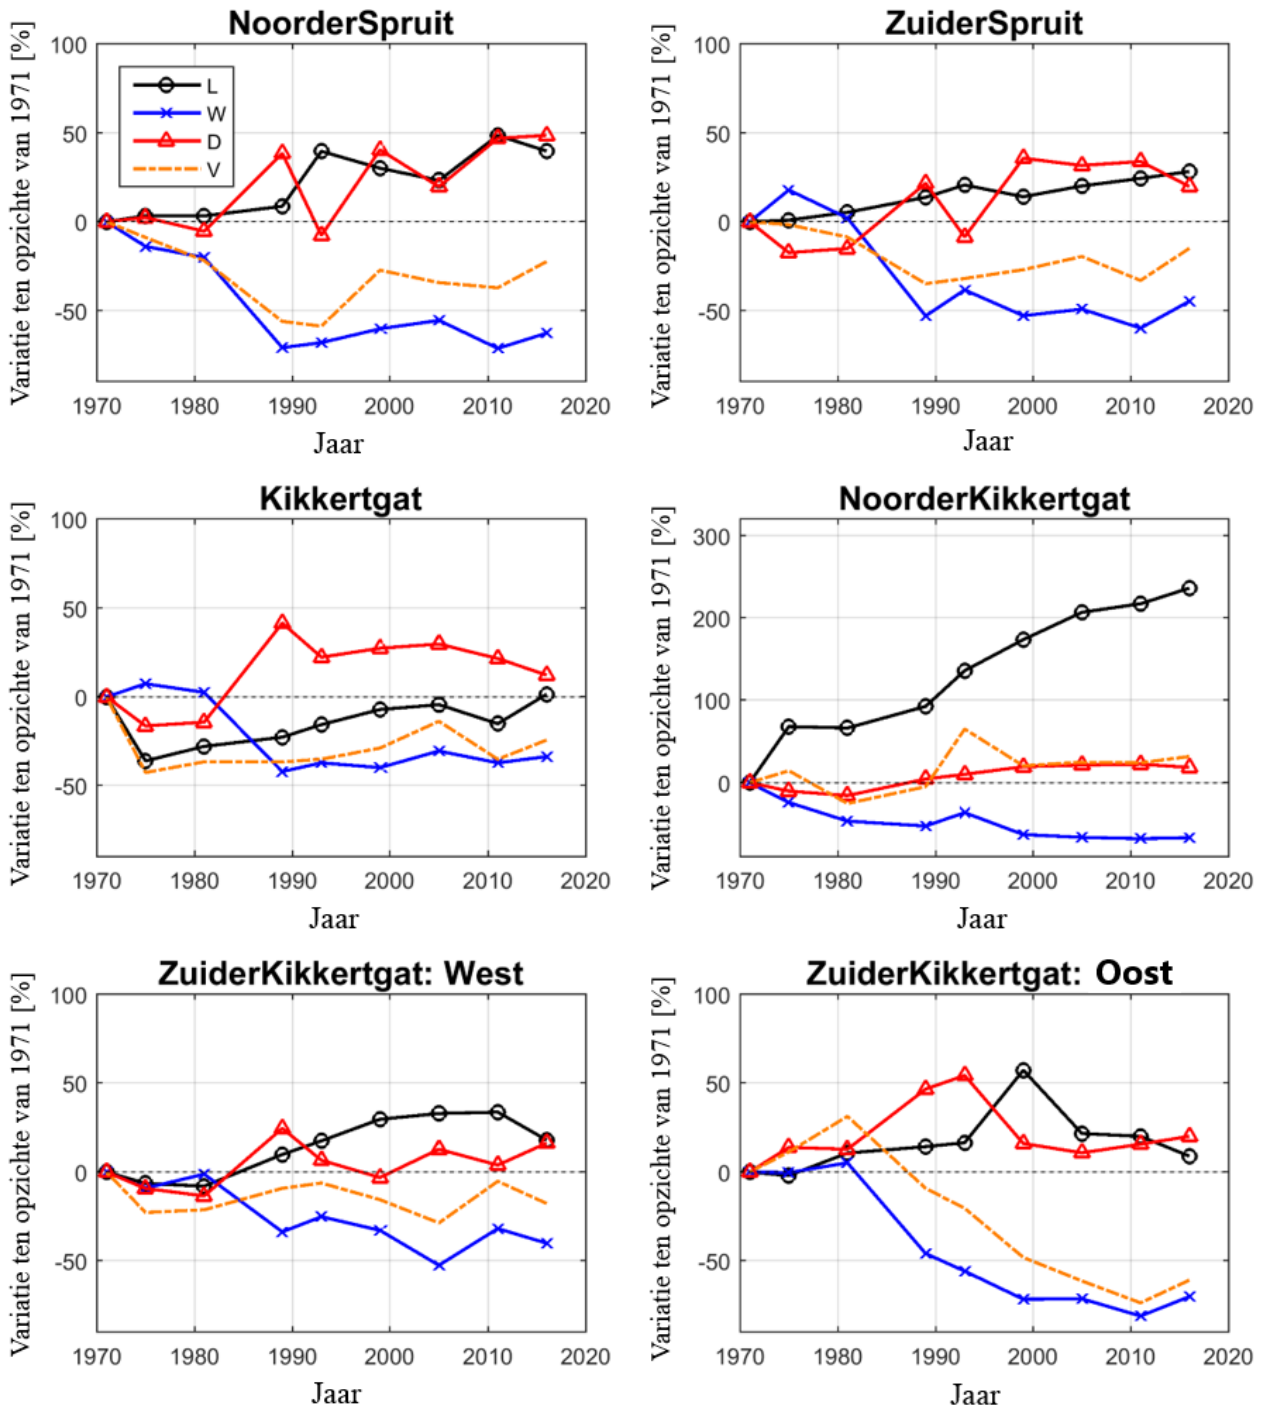 NoorderSpruit
Variatie ten opzichte van 1971 [%]
100
50
0
-50
L
W
D
V
1970 1980 1990 2000 2010 2020
Jaar
ZuiderSpruit
Variatie ten opzichte van 1971 [%]
100
50
0
-50
1970 1980 1990 2000 2010 2020
Jaar
Kikkertgat
Variatie ten opzichte van 1971 [%]
100
50
0
-50
1970 1980 1990 2000 2010 2020
Jaar
NoorderKikkertgat
Variatie ten opzichte van 1971 [%]
300
200
100
0
1970 1980 1990 2000 2010 2020
Jaar
ZuiderKikkertgat: West
Variatie ten opzichte van 1971 [%]
100
50
0
-50
1970 1980 1990 2000 2010 2020
Jaar
ZuiderKikkertgat: Oost
Variatie ten opzichte van 1971 [%]
100
50
0
-50
1970 1980 1990 2000 2010 2020
Jaar